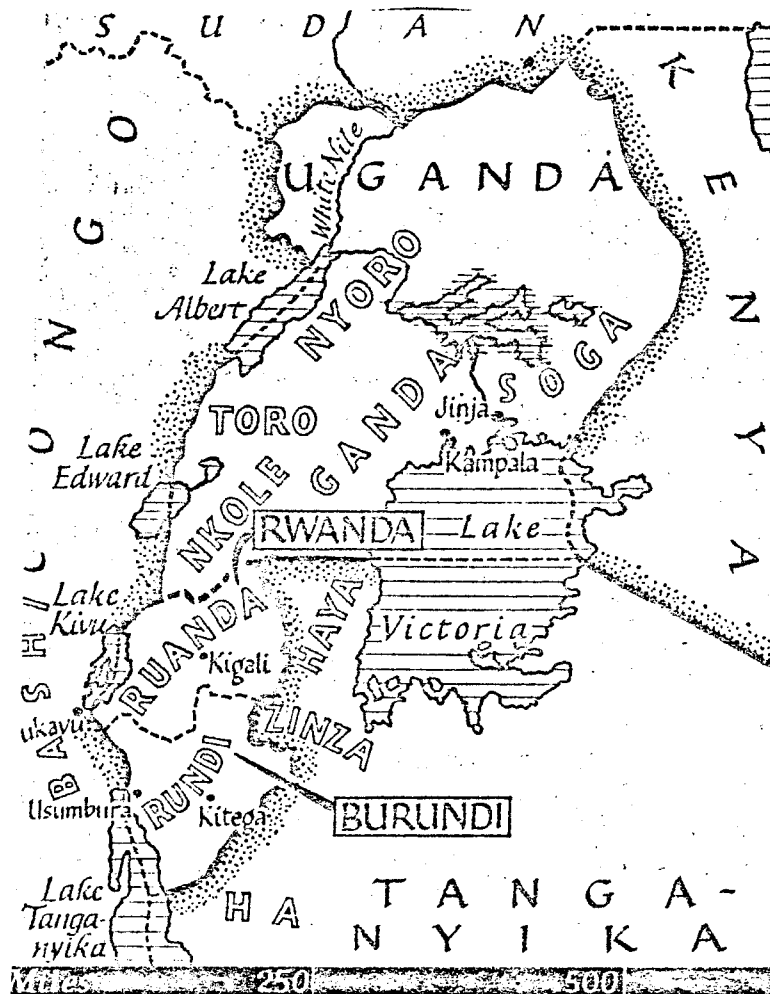 SUDAN
CONGO
KENYA
UGANDA
White Nile
Lake
Albert
NYORO
SOGA
GANDA
TORO
Jinja
Kampala
Lake
Edward
NKOLE
RWANDA
Lake
Victoria
Lake
Kivu
HAYA
RUANDA
Kigali
BASHI
ukavu
ZINZA
RUNDI
Usumbura
Kitega
BURUNDI
HA
TANGA-
NYIKA
Lake
Tanga-
nyika
Miles 250 500